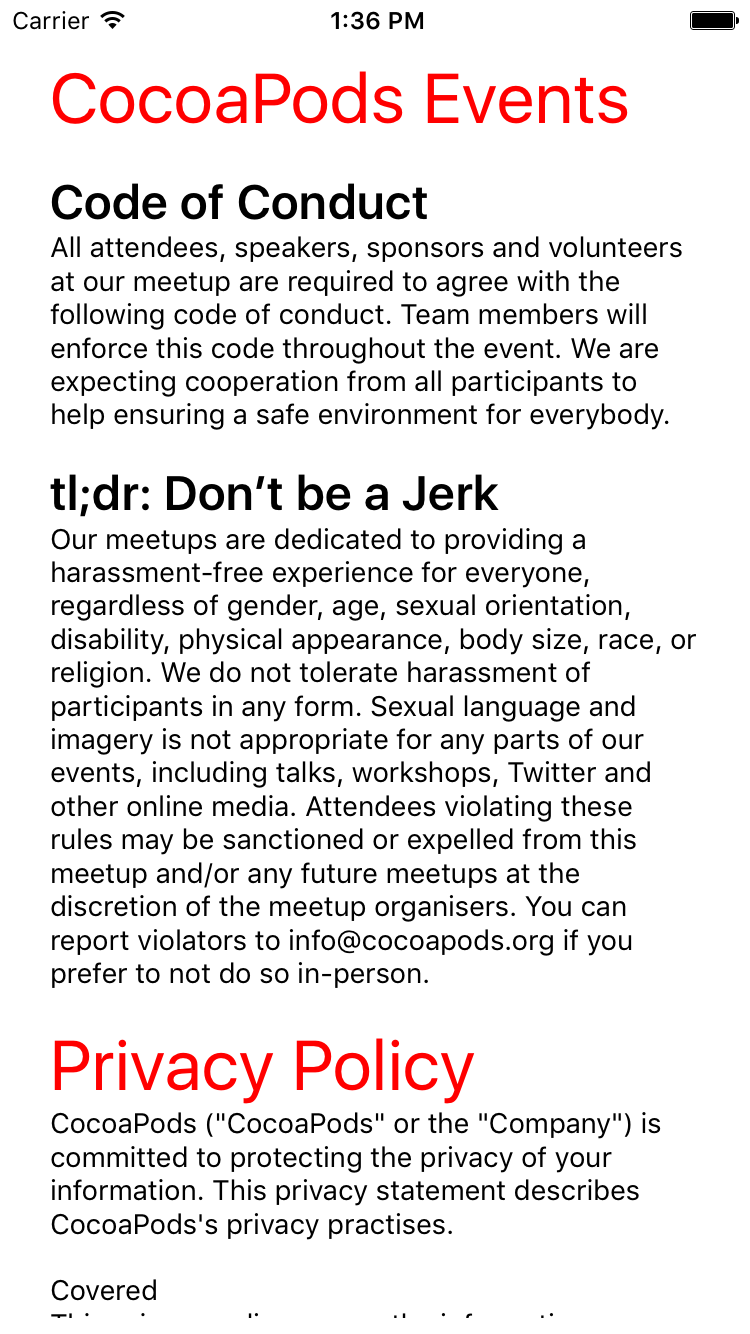 Carrier 1:36 PM
CocoaPods Events
Code of Conduct
All attendees, speakers, sponsors and volunteers
at our meetup are required to agree with the
following code of conduct. Team members will
enforce this code throughout the event. We are
expecting cooperation from all participants to
help ensuring a safe environment for everybody.
tl;dr: Don’t be a Jerk
Our meetups are dedicated to providing a
harassment-free experience for everyone,
regardless of gender, age, sexual orientation,
disability, physical appearance, body size, race, or
religion. We do not tolerate harassment of
participants in any form. Sexual language and
imagery is not appropriate for any parts of our
events, including talks, workshops, Twitter and
other online media. Attendees violating these
rules may be sanctioned or expelled from this
meetup and/or any future meetups at the
discretion of the meetup organisers. You can
report violators to info@cocoapods.org if you
prefer to not do so in-person.
Privacy Policy
CocoaPods ("CocoaPods" or the "Company") is
committed to protecting the privacy of your
information. This privacy statement describes
CocoaPods's privacy practises.
Covered